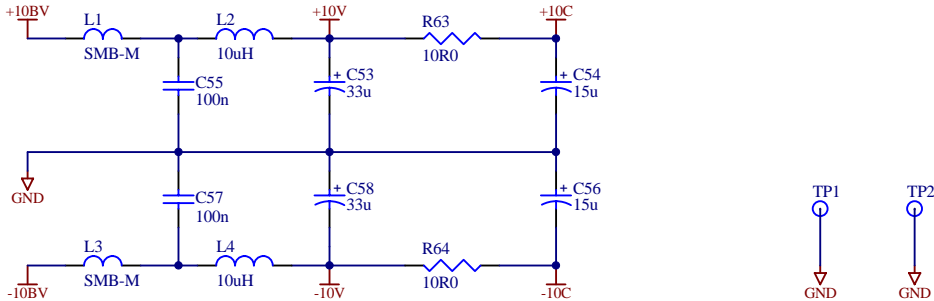 +10BV
L1
SMB-M
L2
10uH
+10V
R63
10R0
+10C
C55
100n
+ C53
33u
+ C54
15u
GND
C57
100n
+ C58
33u
+ C56
15u
TP1
TP2
L3
SMB-M
L4
10uH
R64
10R0
-10BV
-10V
-10C
GND
GND